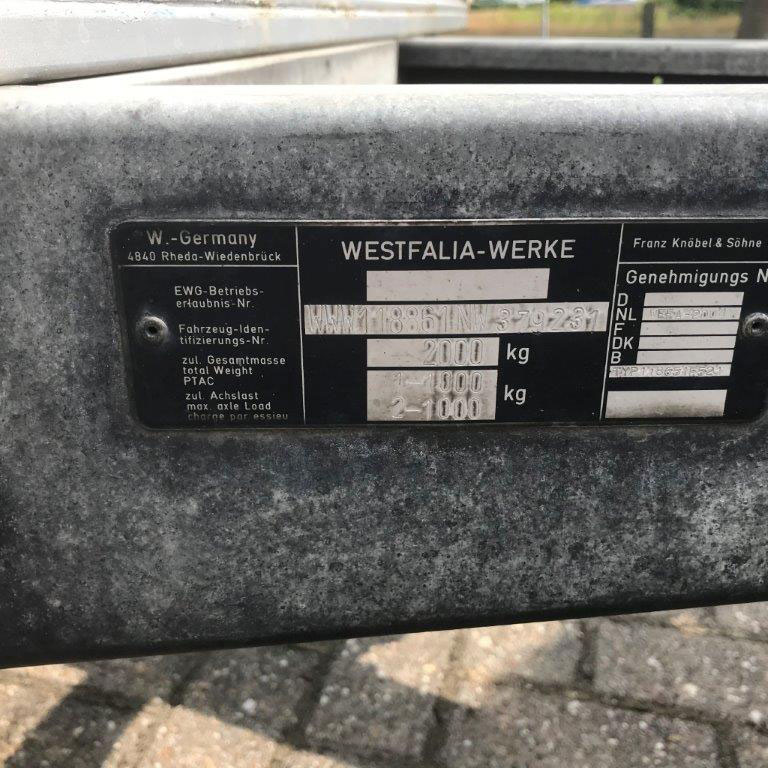 W.-Germany
4840 Rheda-Wiedenbrück
EWG-Betriebs-
erlaubnis-Nr.
Fahrzeug-Iden-
tifizierungs-Nr.
zul. Gesamtmasse
total Weight
PTAC
zul. Achslast
max. axle Load
charge par essieu
WESTFALIA-WERKE
WWW118861NW379231
2000 kg
1-1000
2-1000 kg
Franz Knöbel & Söhne
Genehmigungs N
D
NL
F
DK
B